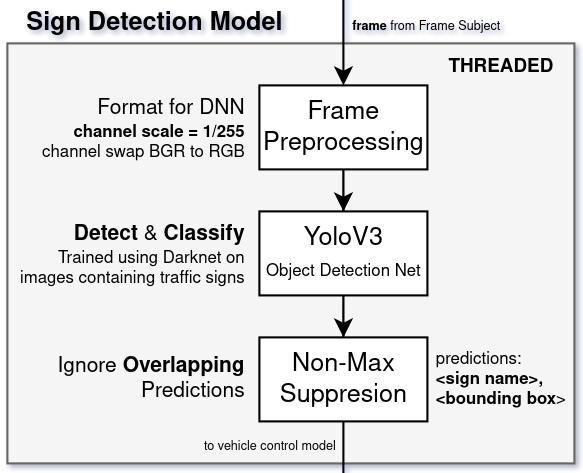 Sign Detection Model
frame from Frame Subject
THREADED
Format for DNN
channel scale = 1/255
channel swap BGR to RGB
Frame
Preprocessing
Detect & Classify
Trained using Darknet on
images containing traffic signs
YoloV3
Object Detection Net
Ignore Overlapping
Predictions
Non-Max
Suppresion
predictions:
<sign name>,
<bounding box>
to vehicle control model